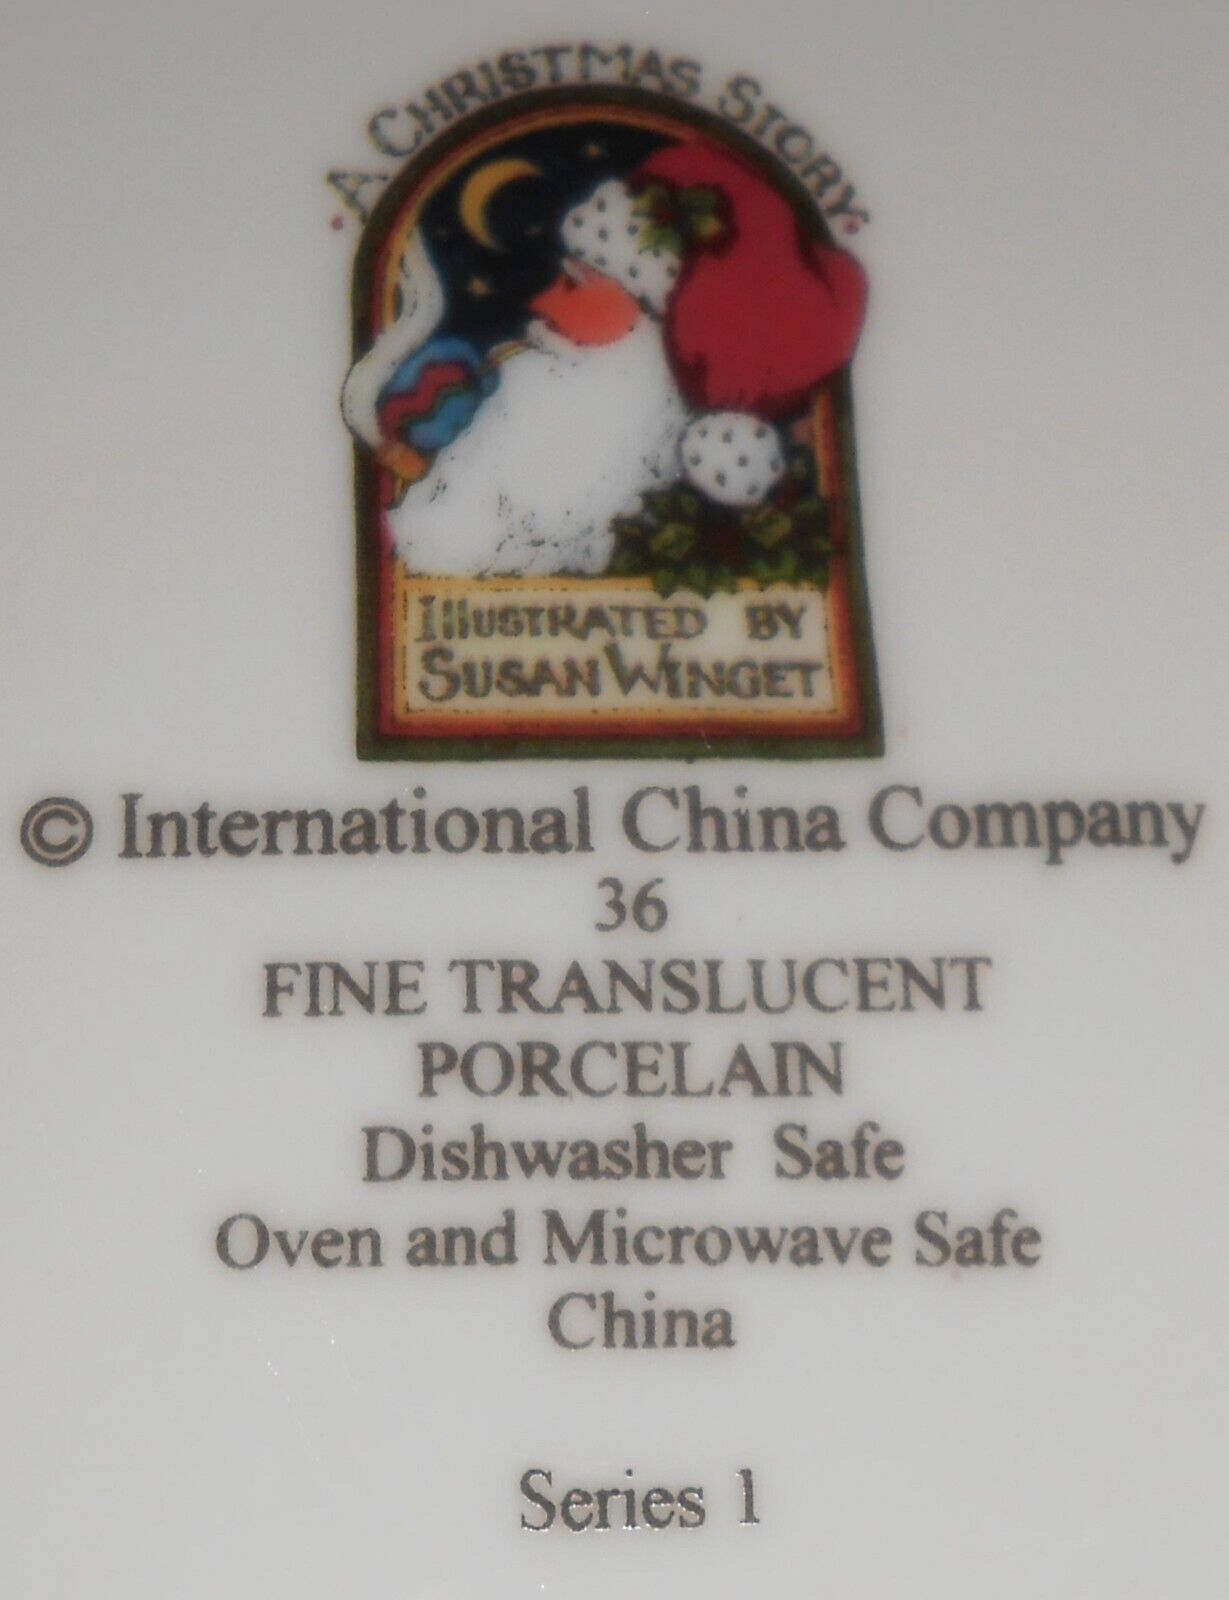 A CHRISTMAS STORY
ILLUSTRATED BY
SUSAN WINGET
© International China Company
36
FINE TRANSLUCENT
PORCELAIN
Dishwasher Safe
Oven and Microwave Safe
China
Series 1